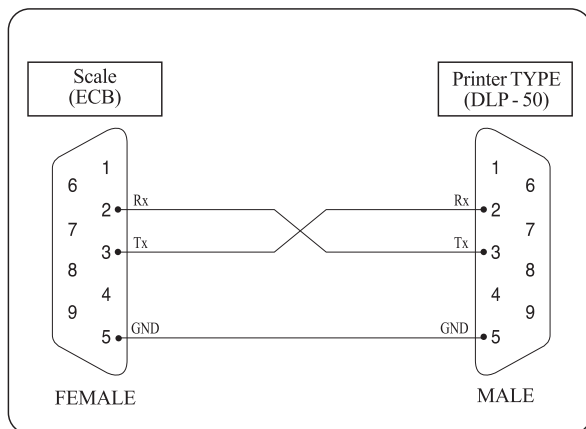 Scale
(ECB)
Printer TYPE
(DLP - 50)
1
6
2
Rx
7
3
Tx
8
4
9
5
GND
FEMALE
1
6
Rx
2
7
Tx
3
8
4
9
GND
5
MALE